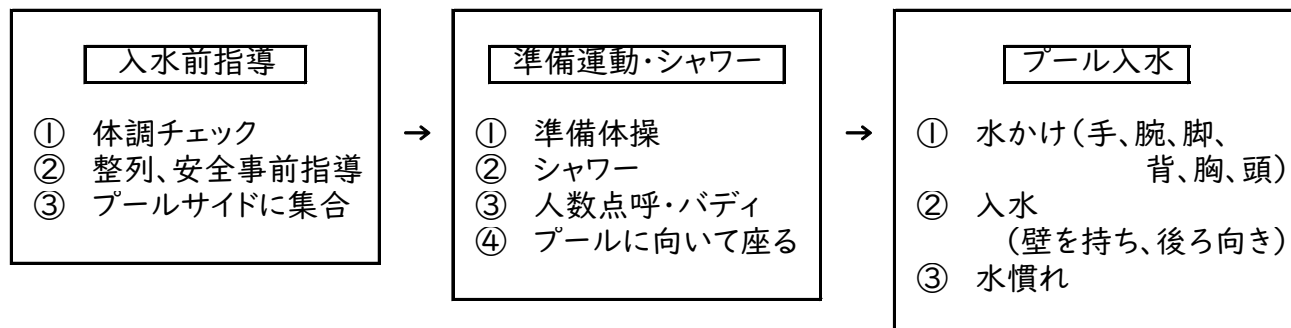 入水前指導
① 体調チェック
② 整列、安全事前指導
③ プールサイドに集合
→
準備運動・シャワー
① 準備体操
② シャワー
③ 人数点呼・バディ
④ プールに向いて座る
→
プール入水
① 水かけ(手、腕、脚、
背、胸、頭)
② 入水
(壁を持ち、後ろ向き)
③ 水慣れ